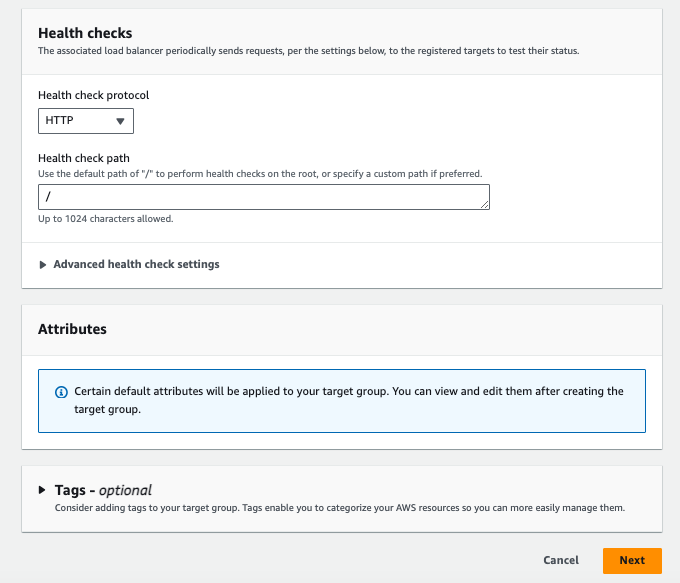 Health checks
The associated load balancer periodically sends requests, per the settings below, to the registered targets to test their status.
Health check protocol
HTTP
Health check path
Use the default path of "/" to perform health checks on the root, or specify a custom path if preferred.
/
Up to 1024 characters allowed.
Advanced health check settings
Attributes
Certain default attributes will be applied to your target group. You can view and edit them after creating the
target group.
Tags - optional
Consider adding tags to your target group. Tags enable you to categorize your AWS resources so you can more easily manage them.
Cancel
Next